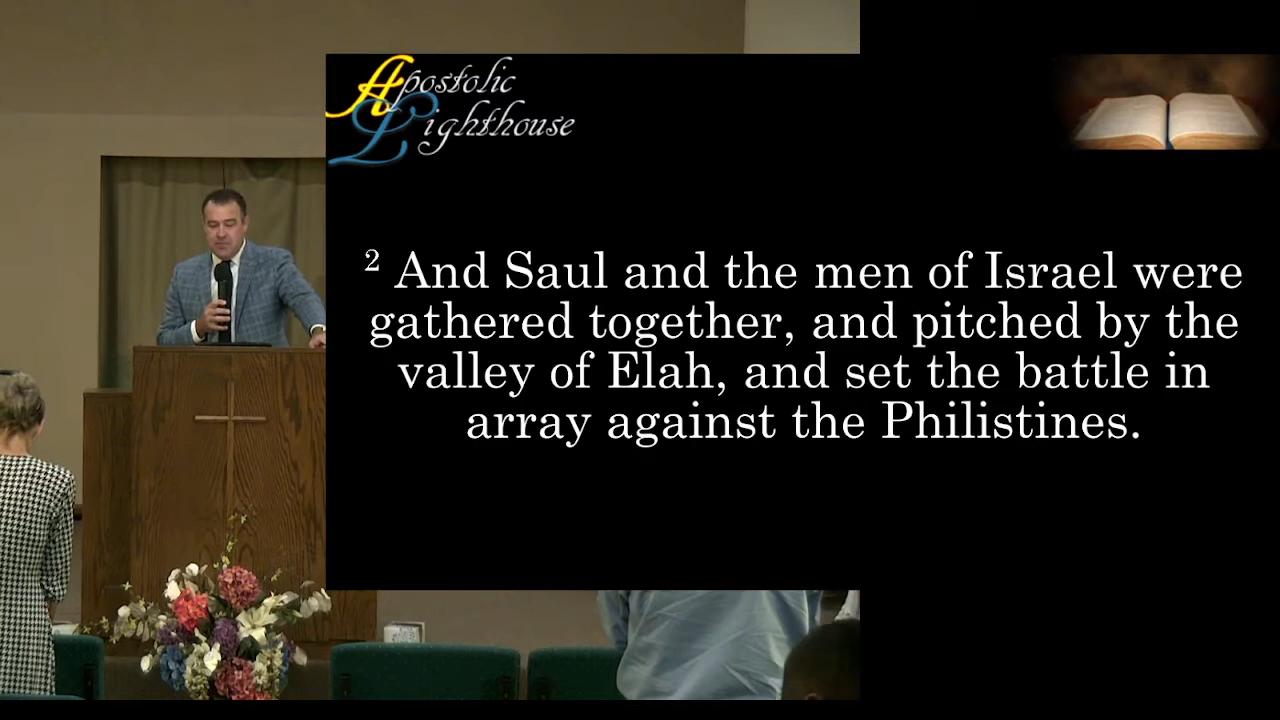 Apostolic
Lighthouse
2 And Saul and the men of Israel were
gathered together, and pitched by the
valley of Elah, and set the battle in
array against the Philistines.